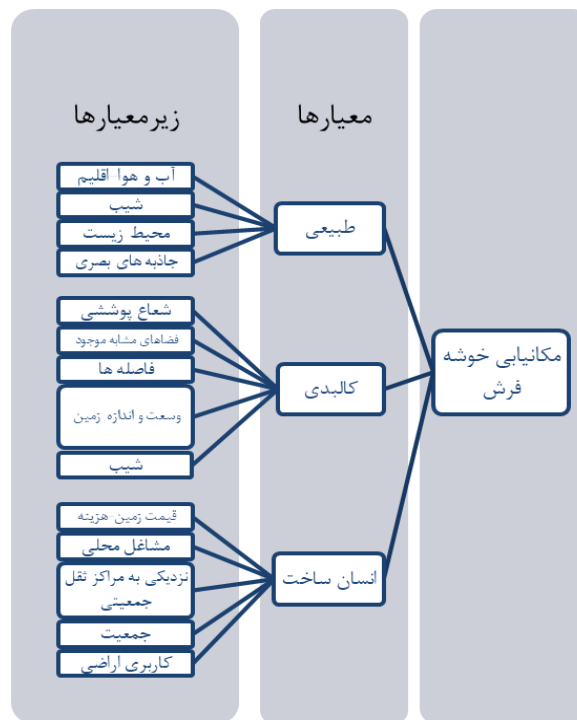 زیرمعیارها
معیارها
آب و هوا-اقلیم
شیب
محیط زیست
جاذبه های بصری
طبیعی
شعاع پوششی
فضاهای مشابه موجود
فاصله ها
وسعت و اندازه زمین
شیب
کالبدی
مکانیابی خوشه
فرش
قیمت زمین-هزینه
مشاغل محلی
نزدیکی به مراکز ثقل
جمعیتی
جمعیت
کاربری اراضی
انسان ساخت